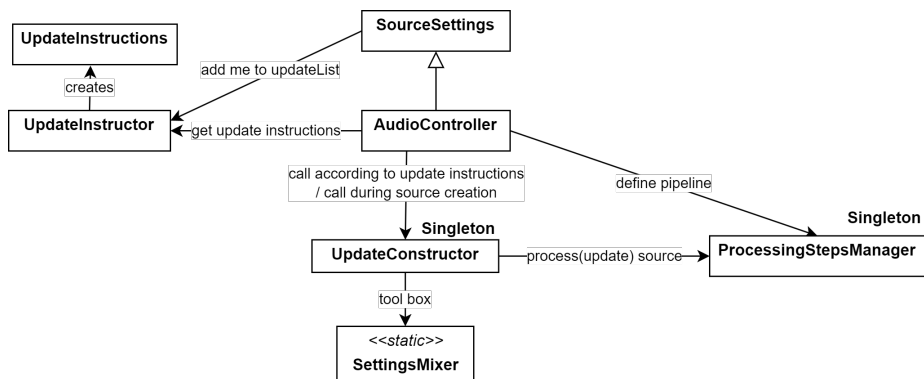 UpdateInstructions
SourceSettings
creates
add me to updateList
UpdateInstructor
get update instructions
AudioController
call according to update instructions
/ call during source creation
define pipeline
Singleton
Singleton
UpdateConstructor
process(update) source
ProcessingStepsManager
tool box
<<static>>
SettingsMixer